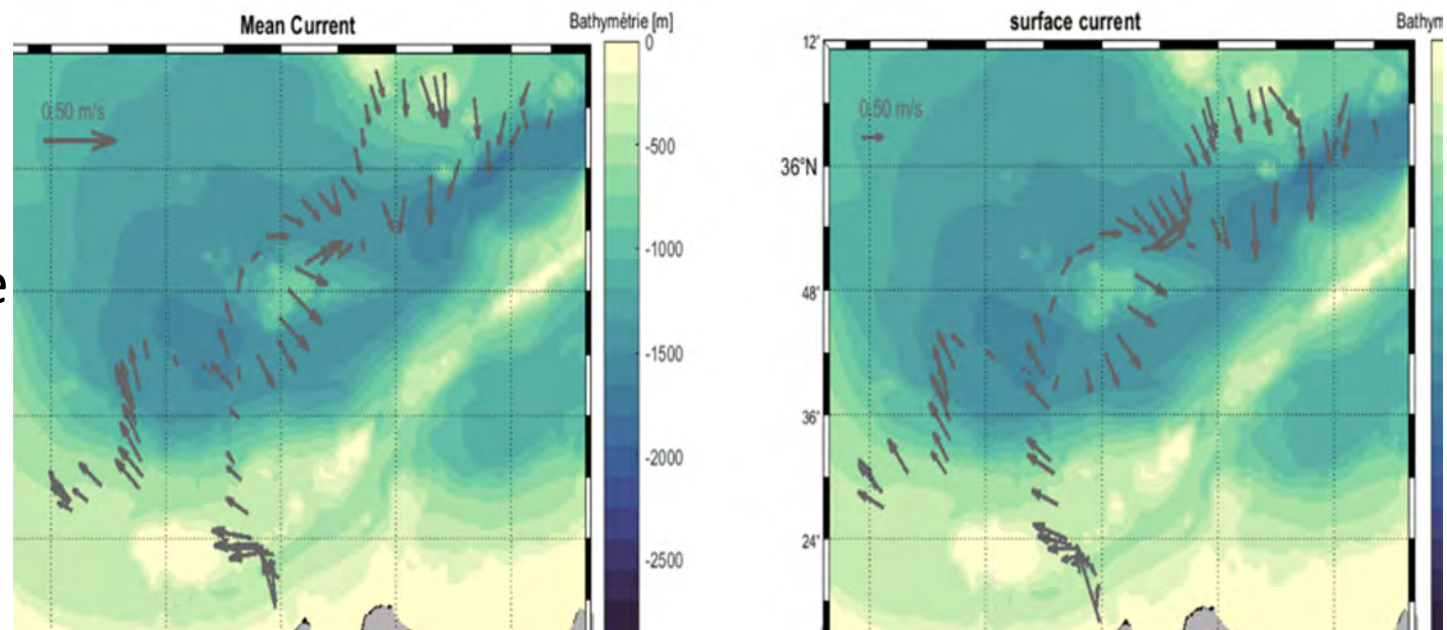 Mean Current
Bathymétrie [m]
0.50 m/s
0
-500
-1000
-1500
-2000
-2500
e
surface current
Bathym
0.50 m/s
12'
36°N
48'
36'
24'